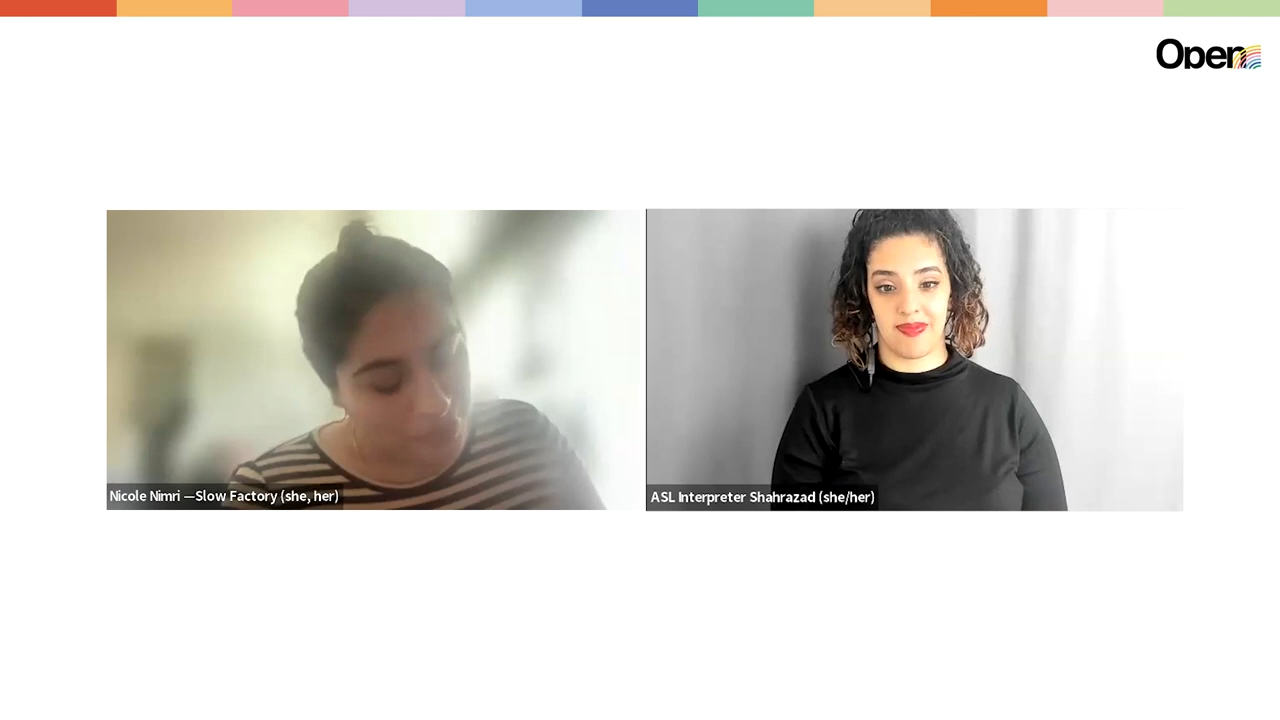 Open
Nicole Nimri —Slow Factory (she, her)
ASL Interpreter Shahrazad (she/her)